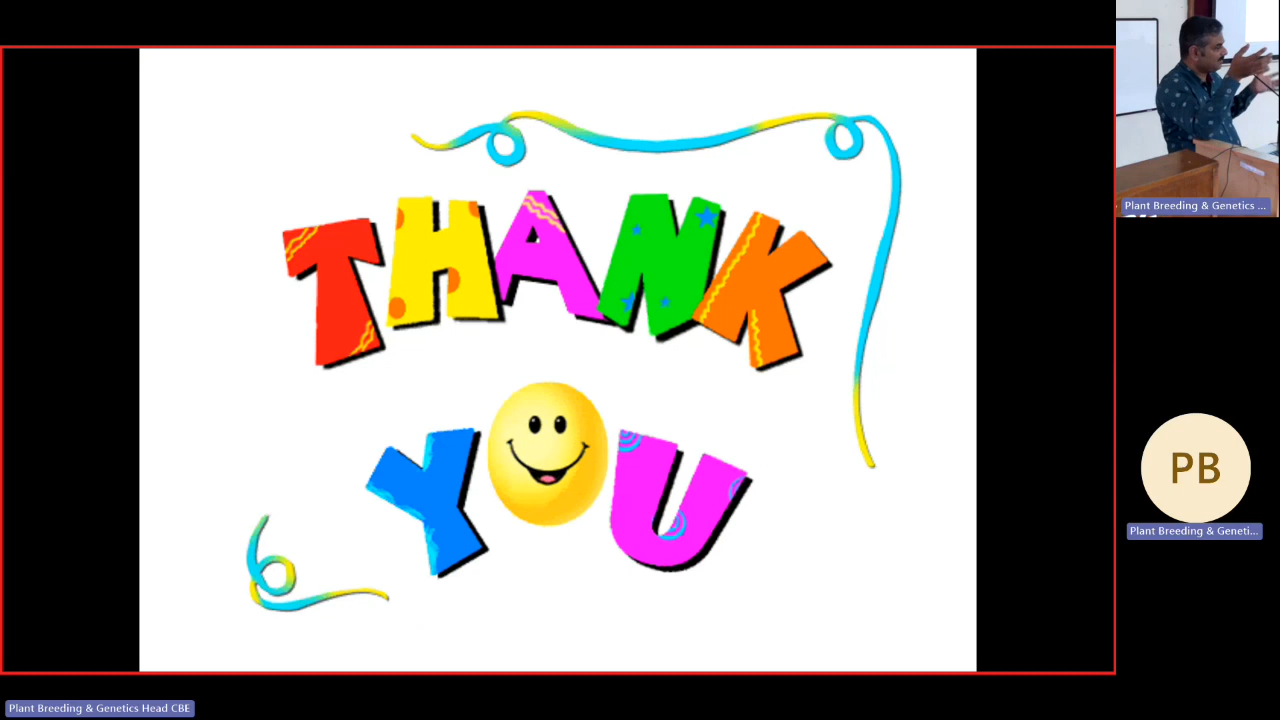 THANK
YOU
Plant Breeding & Genetics ...
PB
Plant Breeding & Geneti...
Plant Breeding & Genetics Head CBE